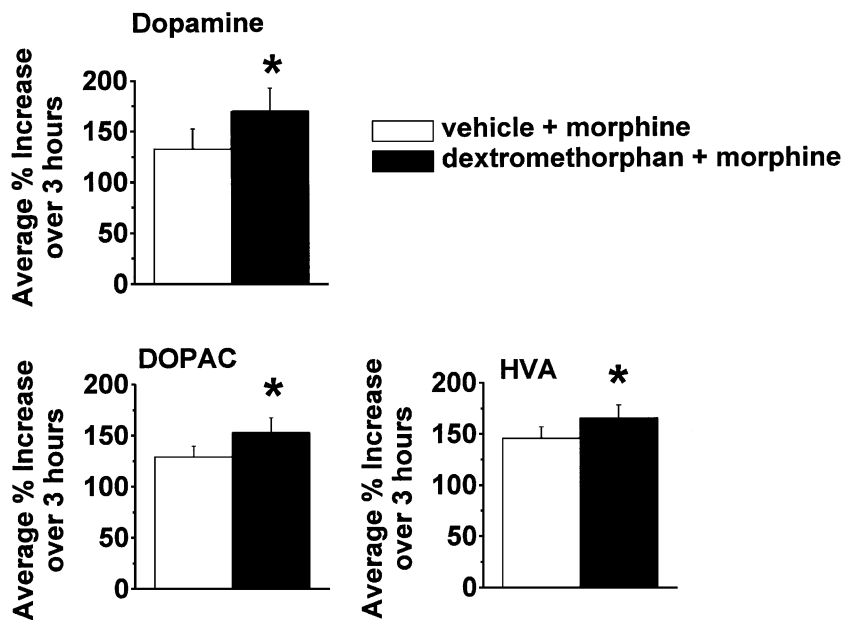 Dopamine
*
Average % Increase
over 3 hours
200
150
100
50
0
vehicle + morphine
dextromethorphan + morphine
DOPAC
*
Average % Increase
over 3 hours
200
150
100
50
0
HVA
*
Average % Increase
over 3 hours
200
150
100
50
0